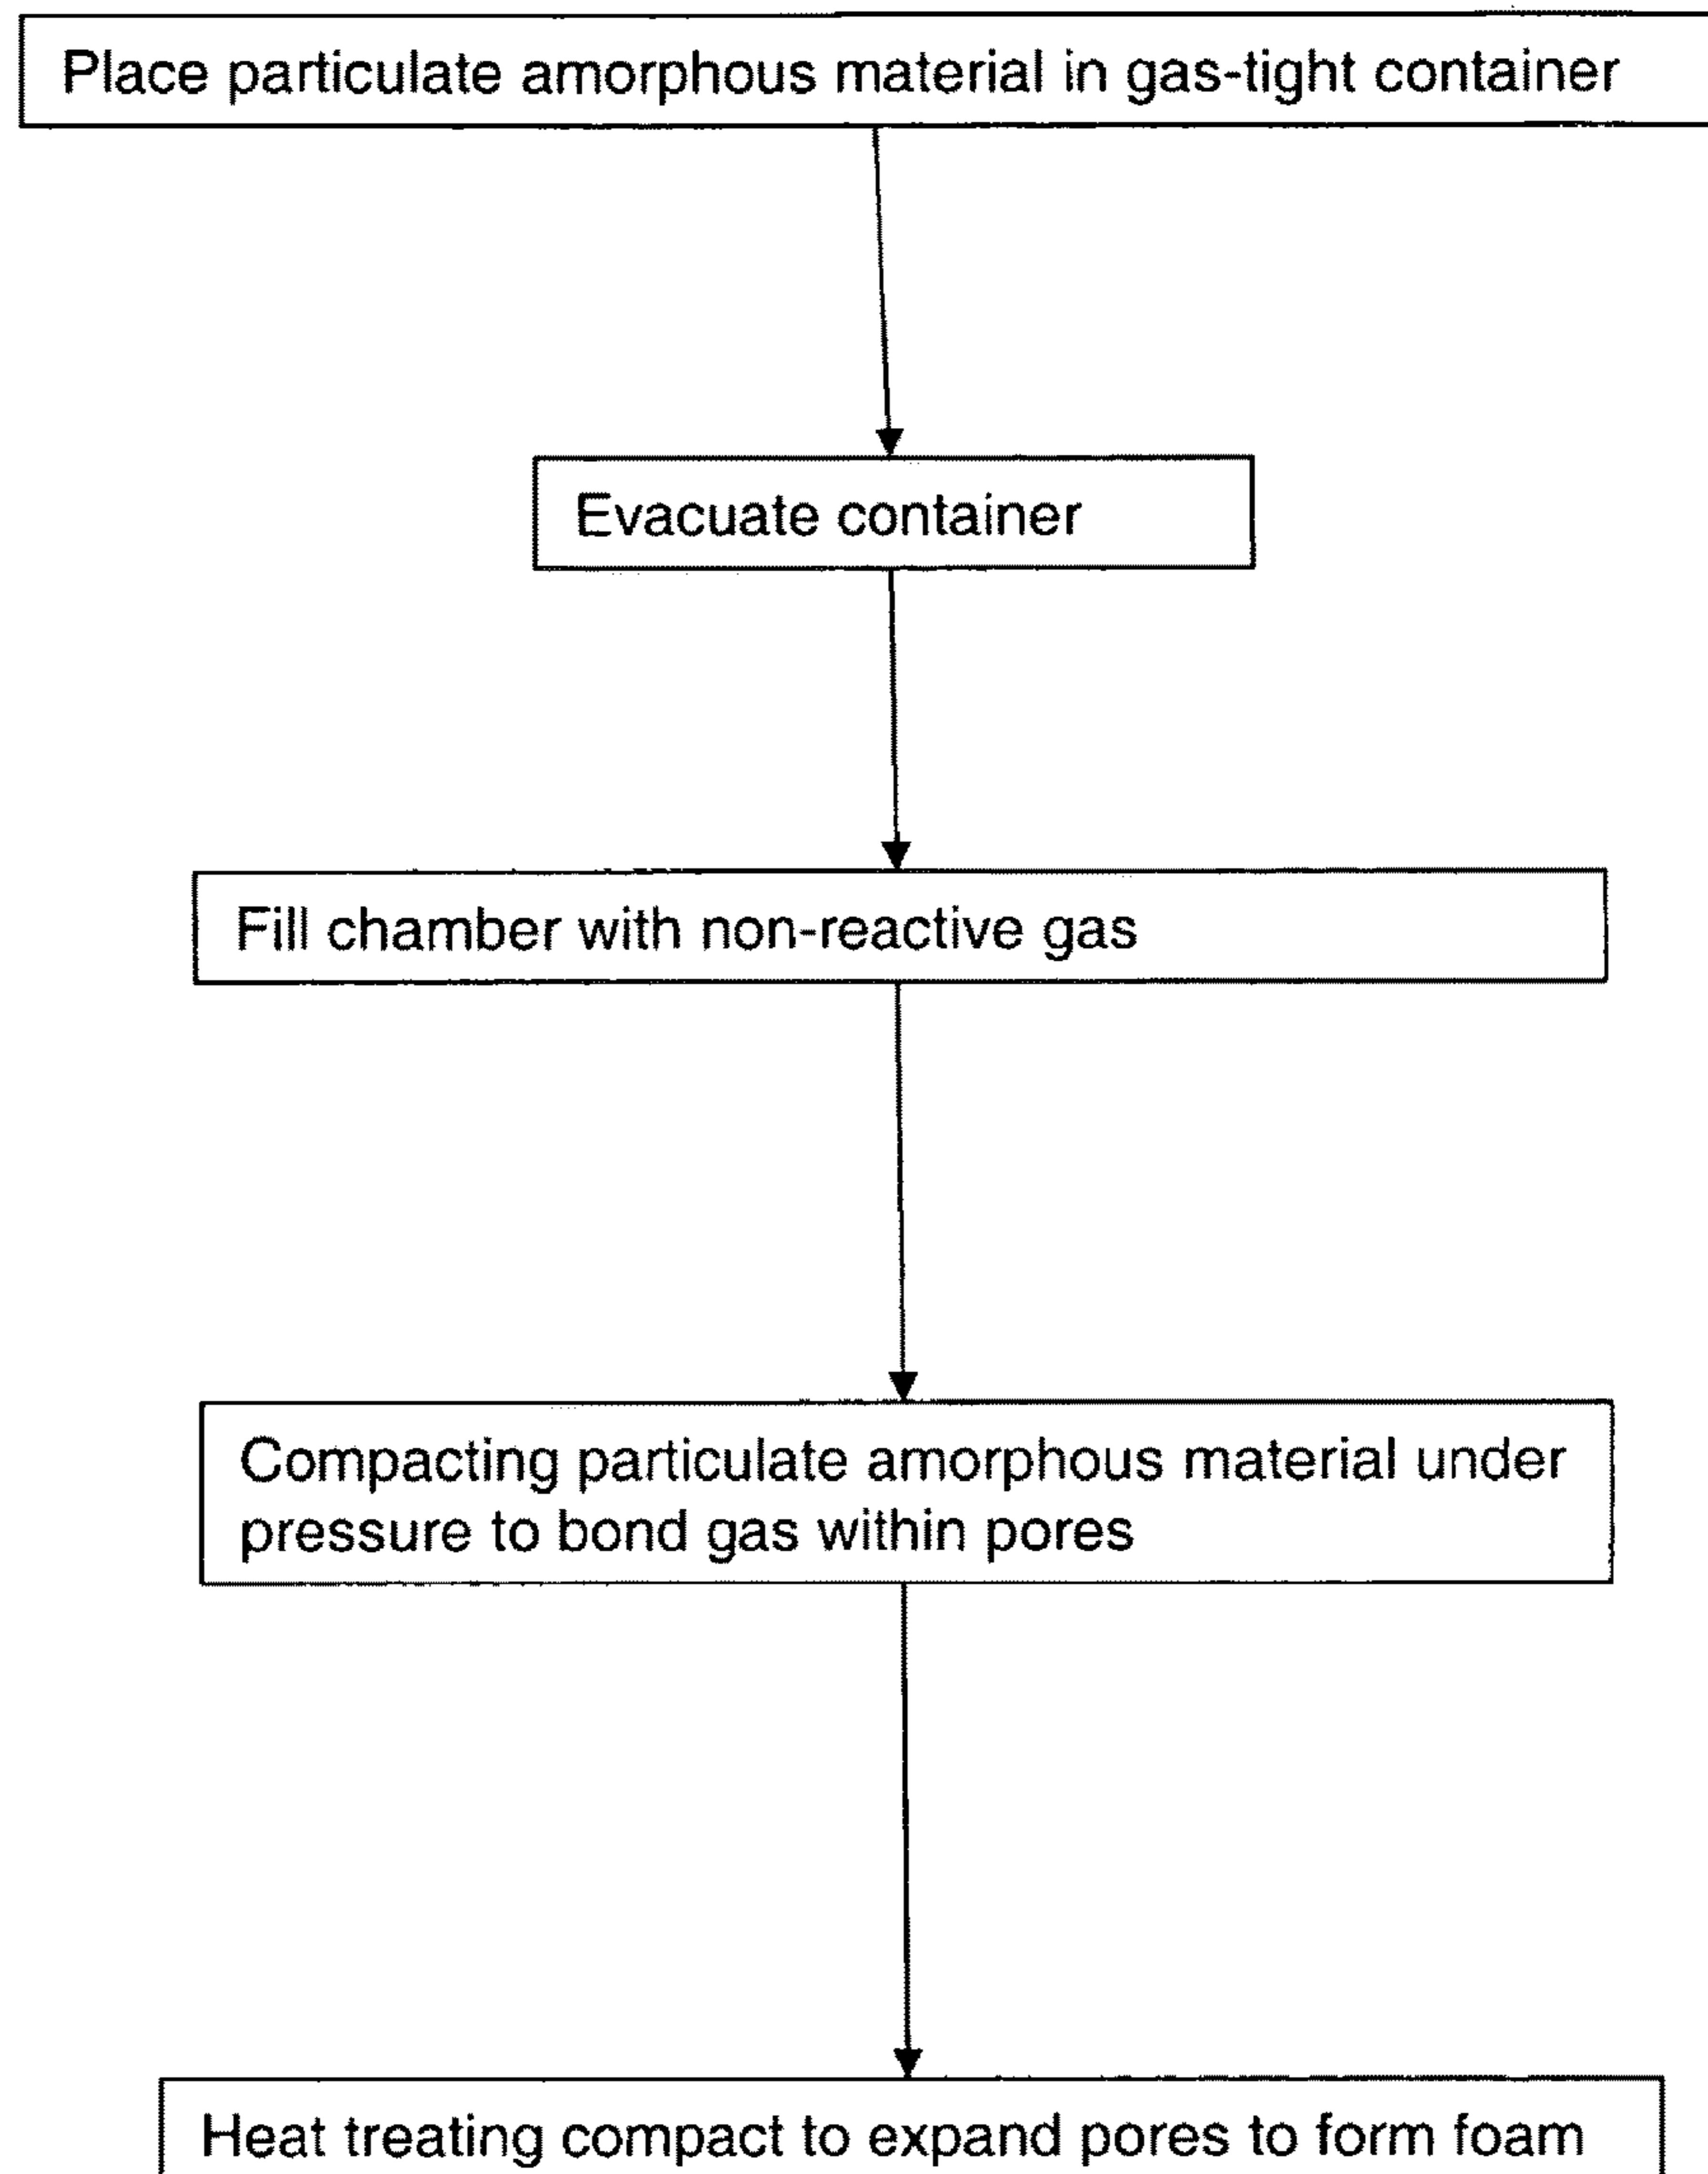 Place particulate amorphous material in gas-tight container
Evacuate container
Fill chamber with non-reactive gas
Compacting particulate amorphous material under
pressure to bond gas within pores
Heat treating compact to expand pores to form foam